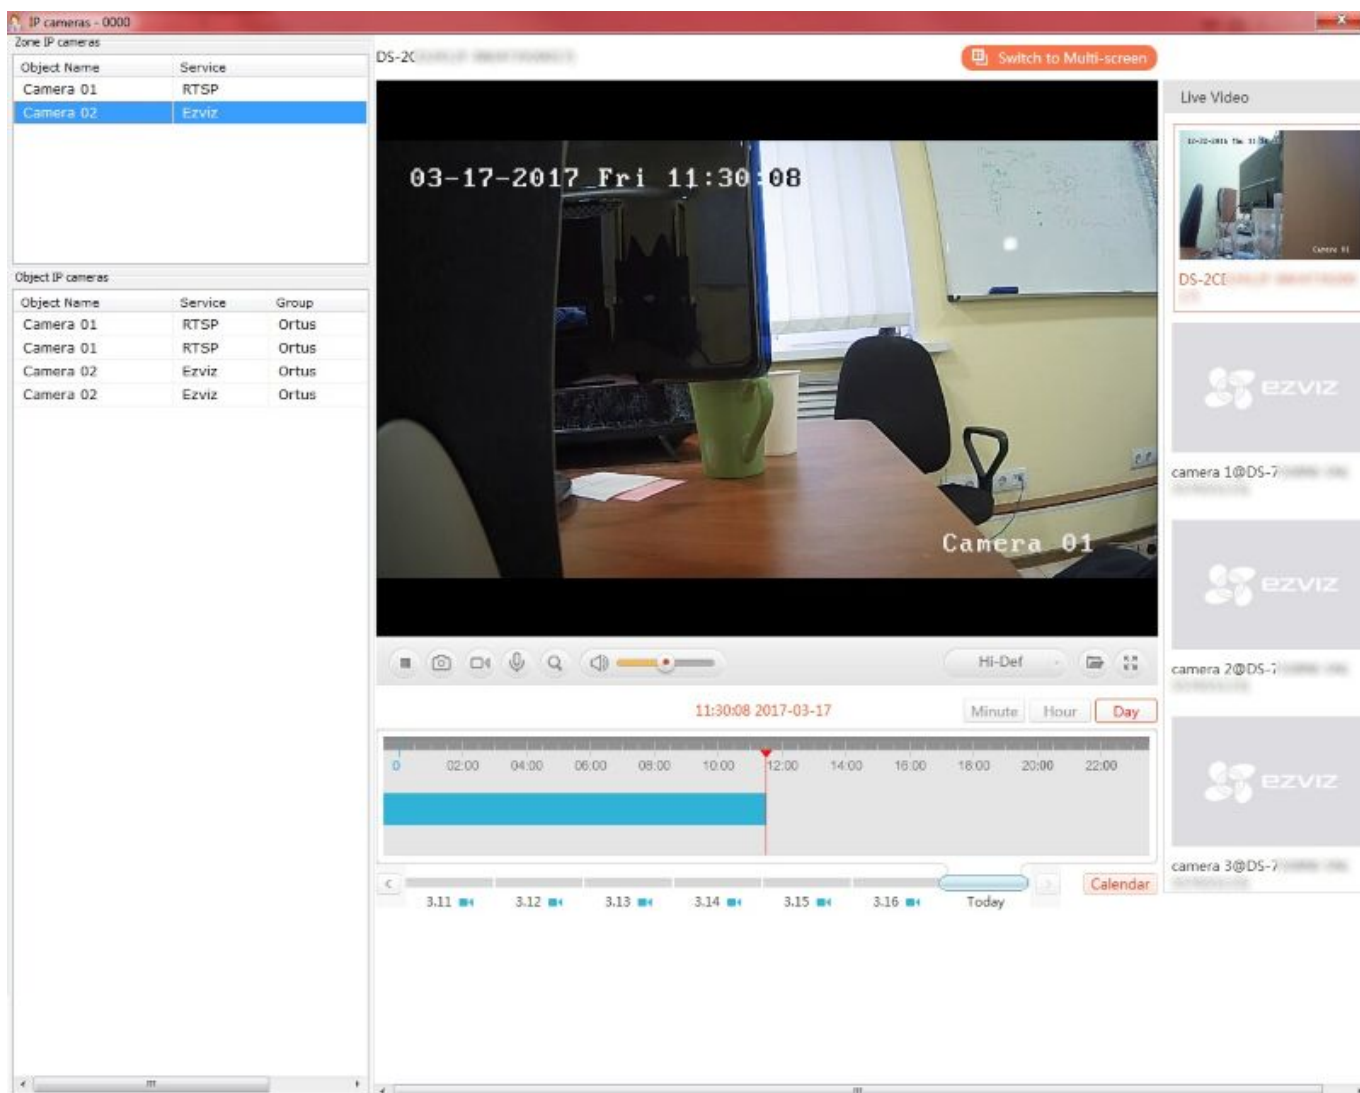 IP cameras - 0000
Zone IP cameras
Object Name Service
Camera 01 RTSP
Camera 02 Ezviz
Object IP cameras
Object Name Service Group
Camera 01 RTSP Ortus
Camera 01 RTSP Ortus
Camera 02 Ezviz Ortus
Camera 02 Ezviz Ortus
DS-2C
Switch to Multi-screen
03-17-2017 Fri 11:30:08
Camera 01
Hi-Def
11:30:08 2017-03-17
Minute Hour Day
0 02:00 04:00 06:00 08:00 10:00 12:00 14:00 16:00 18:00 20:00 22:00
3.11 3.12 3.13 3.14 3.15 3.16 Today
Calendar
Live Video
Camera 01
DS-2CD
ezviz
camera 1@DS-7
ezviz
camera 2@DS-7
ezviz
camera 3@DS-7